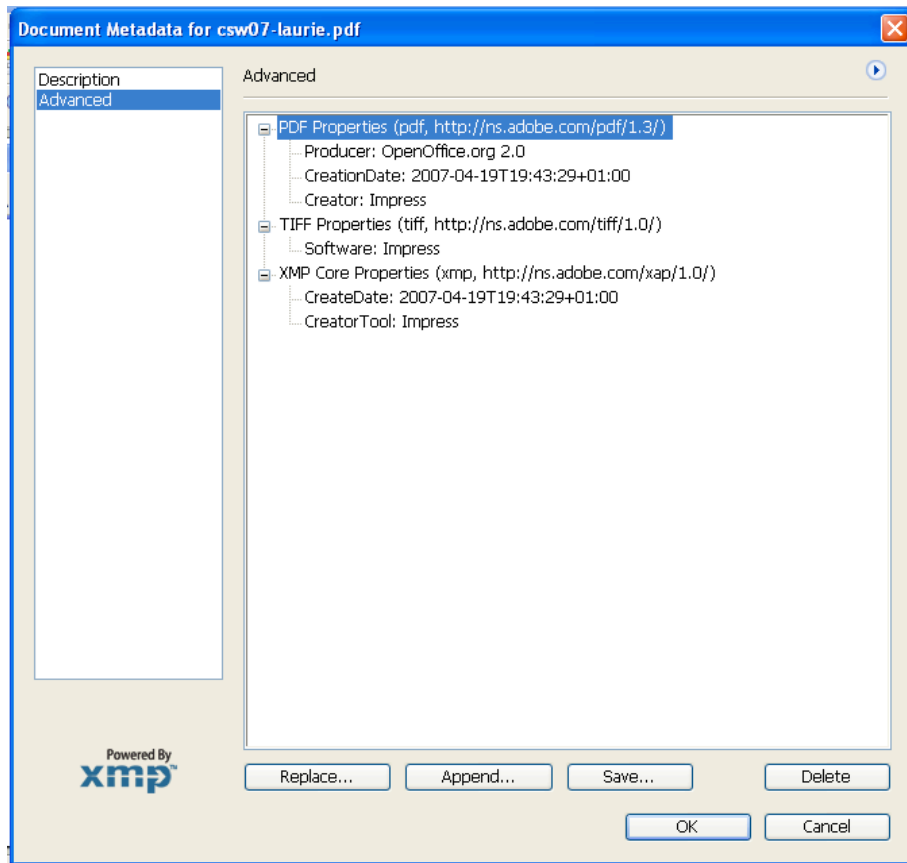 Document Metadata for csw07-laurie.pdf
Description
Advanced
Advanced
PDF Properties (pdf, http://ns.adobe.com/pdf/1.3/)
Producer: OpenOffice.org 2.0
CreationDate: 2007-04-19T19:43:29+01:00
Creator: Impress
TIFF Properties (tiff, http://ns.adobe.com/tiff/1.0/)
Software: Impress
XMP Core Properties (xmp, http://ns.adobe.com/xap/1.0/)
CreateDate: 2007-04-19T19:43:29+01:00
CreatorTool: Impress
Powered By
xmp™
Replace... Append... Save... Delete
OK Cancel